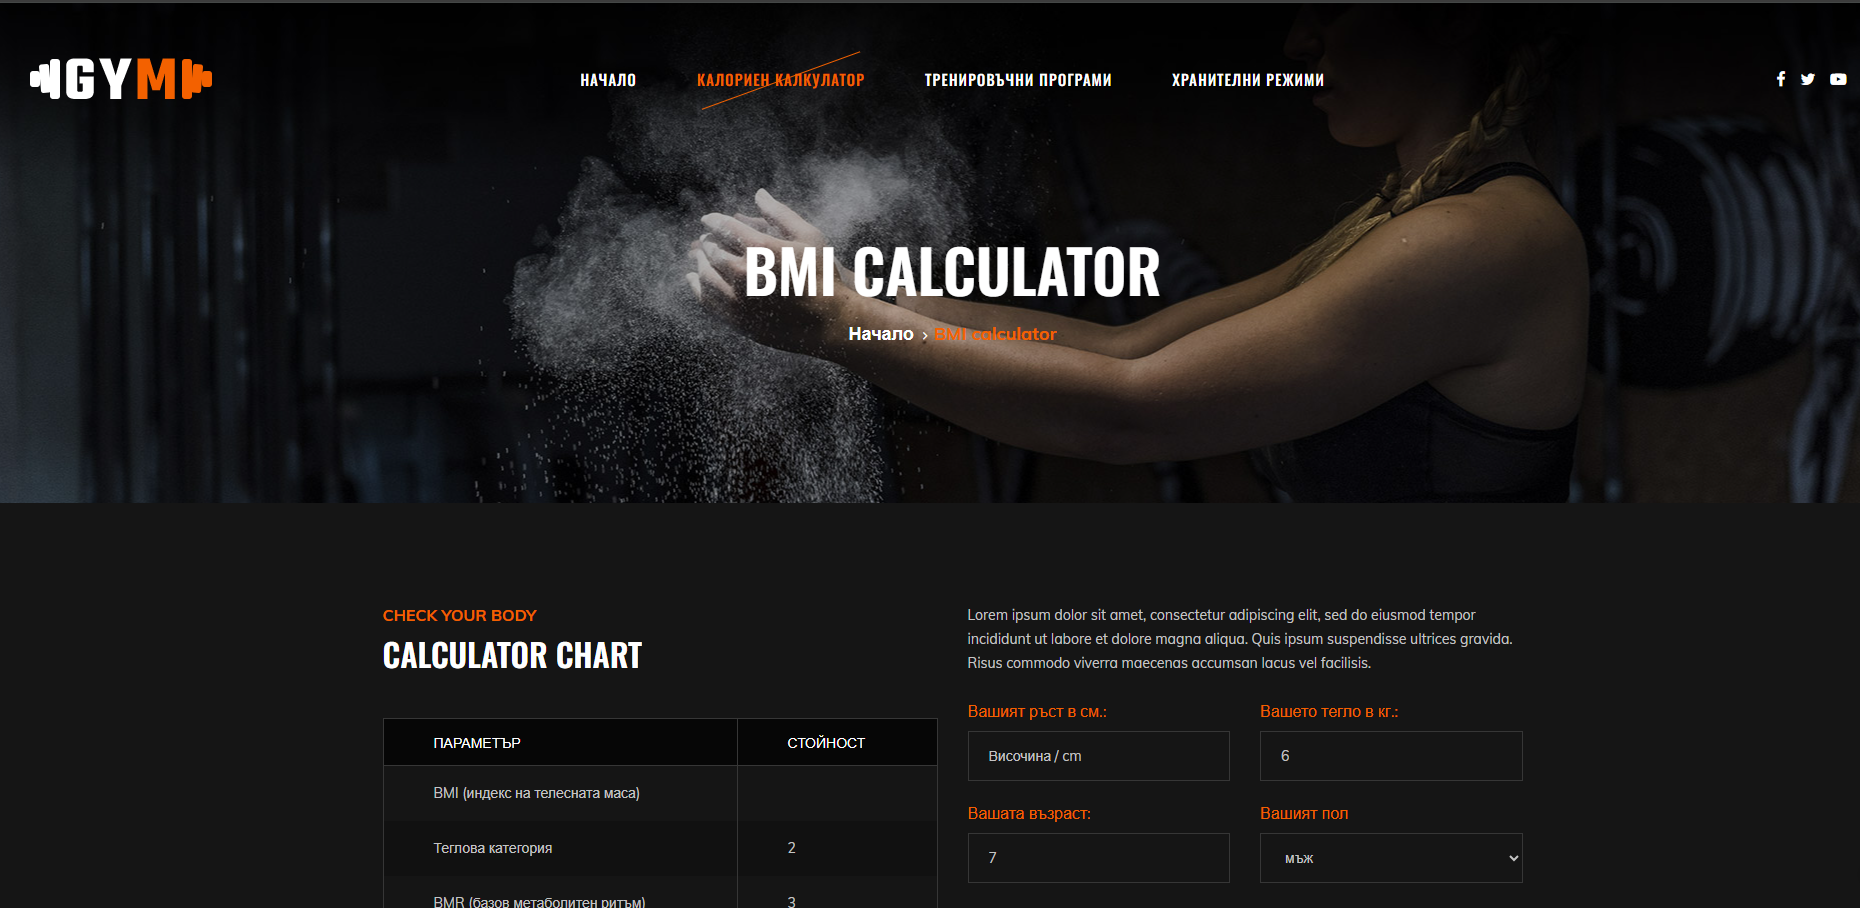 GYM
НАЧАЛО
КАЛОРИЕН КАЛКУЛАТОР
ТРЕНИРОВЪЧНИ ПРОГРАМИ
ХРАНИТЕЛНИ РЕЖИМИ
BMI CALCULATOR
Начало › BMI calculator
CHECK YOUR BODY
CALCULATOR CHART
ПАРАМЕТЪР СТОЙНОСТ
BMI (индекс на телесната маса)
Теглова категория 2
BMR (базов метаболитен ритъм) 3
Lorem ipsum dolor sit amet, consectetur adipiscing elit, sed do eiusmod tempor
incididunt ut labore et dolore magna aliqua. Quis ipsum suspendisse ultrices gravida.
Risus commodo viverra maecenas accumsan lacus vel facilisis.
Вашият ръст в см.: Вашето тегло в кг.:
Височина / cm 6
Вашата възраст: Вашият пол
7 мъж